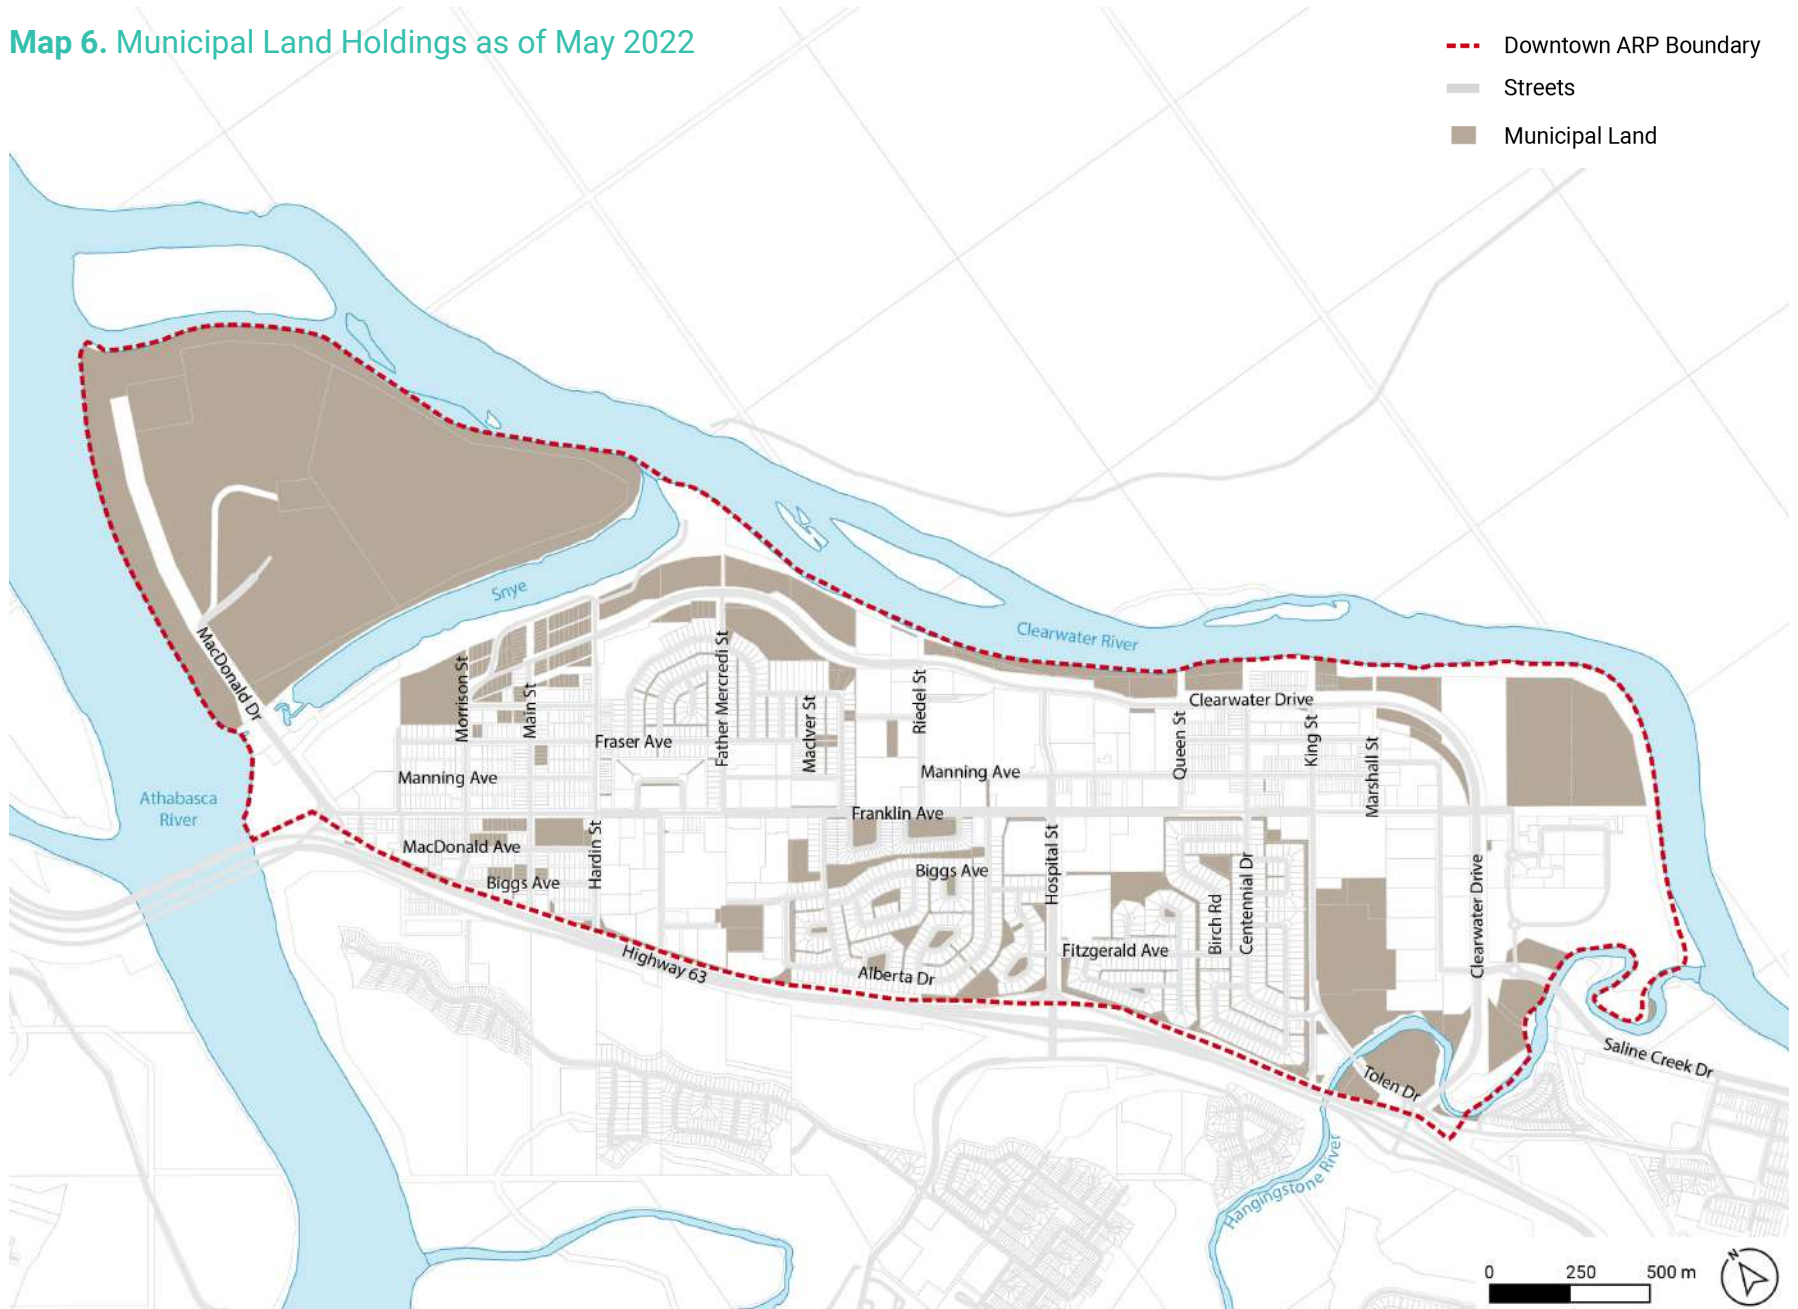 Map 6. Municipal Land Holdings as of May 2022
Downtown ARP Boundary
Streets
Municipal Land
Snye
Clearwater River
MacDonald Dr
Morrison St
Main St
Father Mercredi St
MacIver St
Riedel St
Clearwater Drive
Queen St
King St
Marshall St
Fraser Ave
Manning Ave
Manning Ave
Athabasca
River
Franklin Ave
MacDonald Ave
Hardin St
Biggs Ave
Biggs Ave
Hospital St
Birch Rd
Centennial Dr
Clearwater Drive
Fitzgerald Ave
Highway 63
Alberta Dr
Saline Creek Dr
Tolen Dr
Hangingstone River
0 250 500 m
N